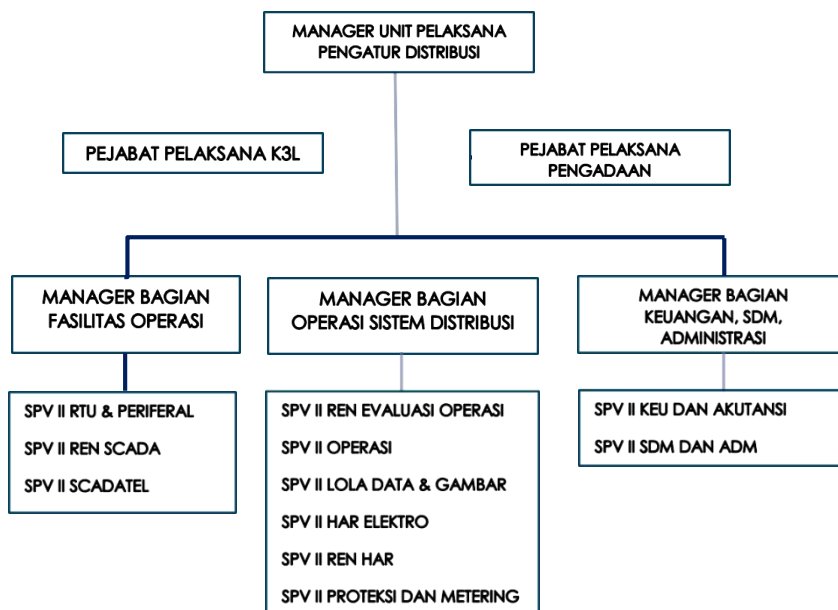 MANAGER UNIT PELAKSANA
PENGATUR DISTRIBUSI
PEJABAT PELAKSANA K3L
PEJABAT PELAKSANA
PENGADAAN
MANAGER BAGIAN
FASILITAS OPERASI
MANAGER BAGIAN
OPERASI SISTEM DISTRIBUSI
MANAGER BAGIAN
KEUANGAN, SDM,
ADMINISTRASI
SPV II RTU & PERIFERAL
SPV II REN SCADA
SPV II SCADATEL
SPV II REN EVALUASI OPERASI
SPV II OPERASI
SPV II LOLA DATA & GAMBAR
SPV II HAR ELEKTRO
SPV II REN HAR
SPV II PROTEKSI DAN METERING
SPV II KEU DAN AKUTANSI
SPV II SDM DAN ADM